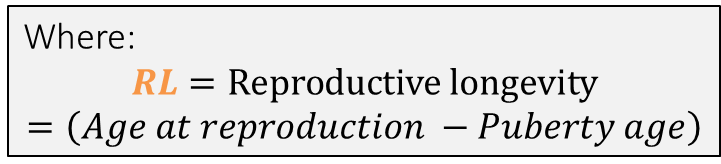 Where:
RL = Reproductive longevity
= (Age at reproduction − Puberty age)